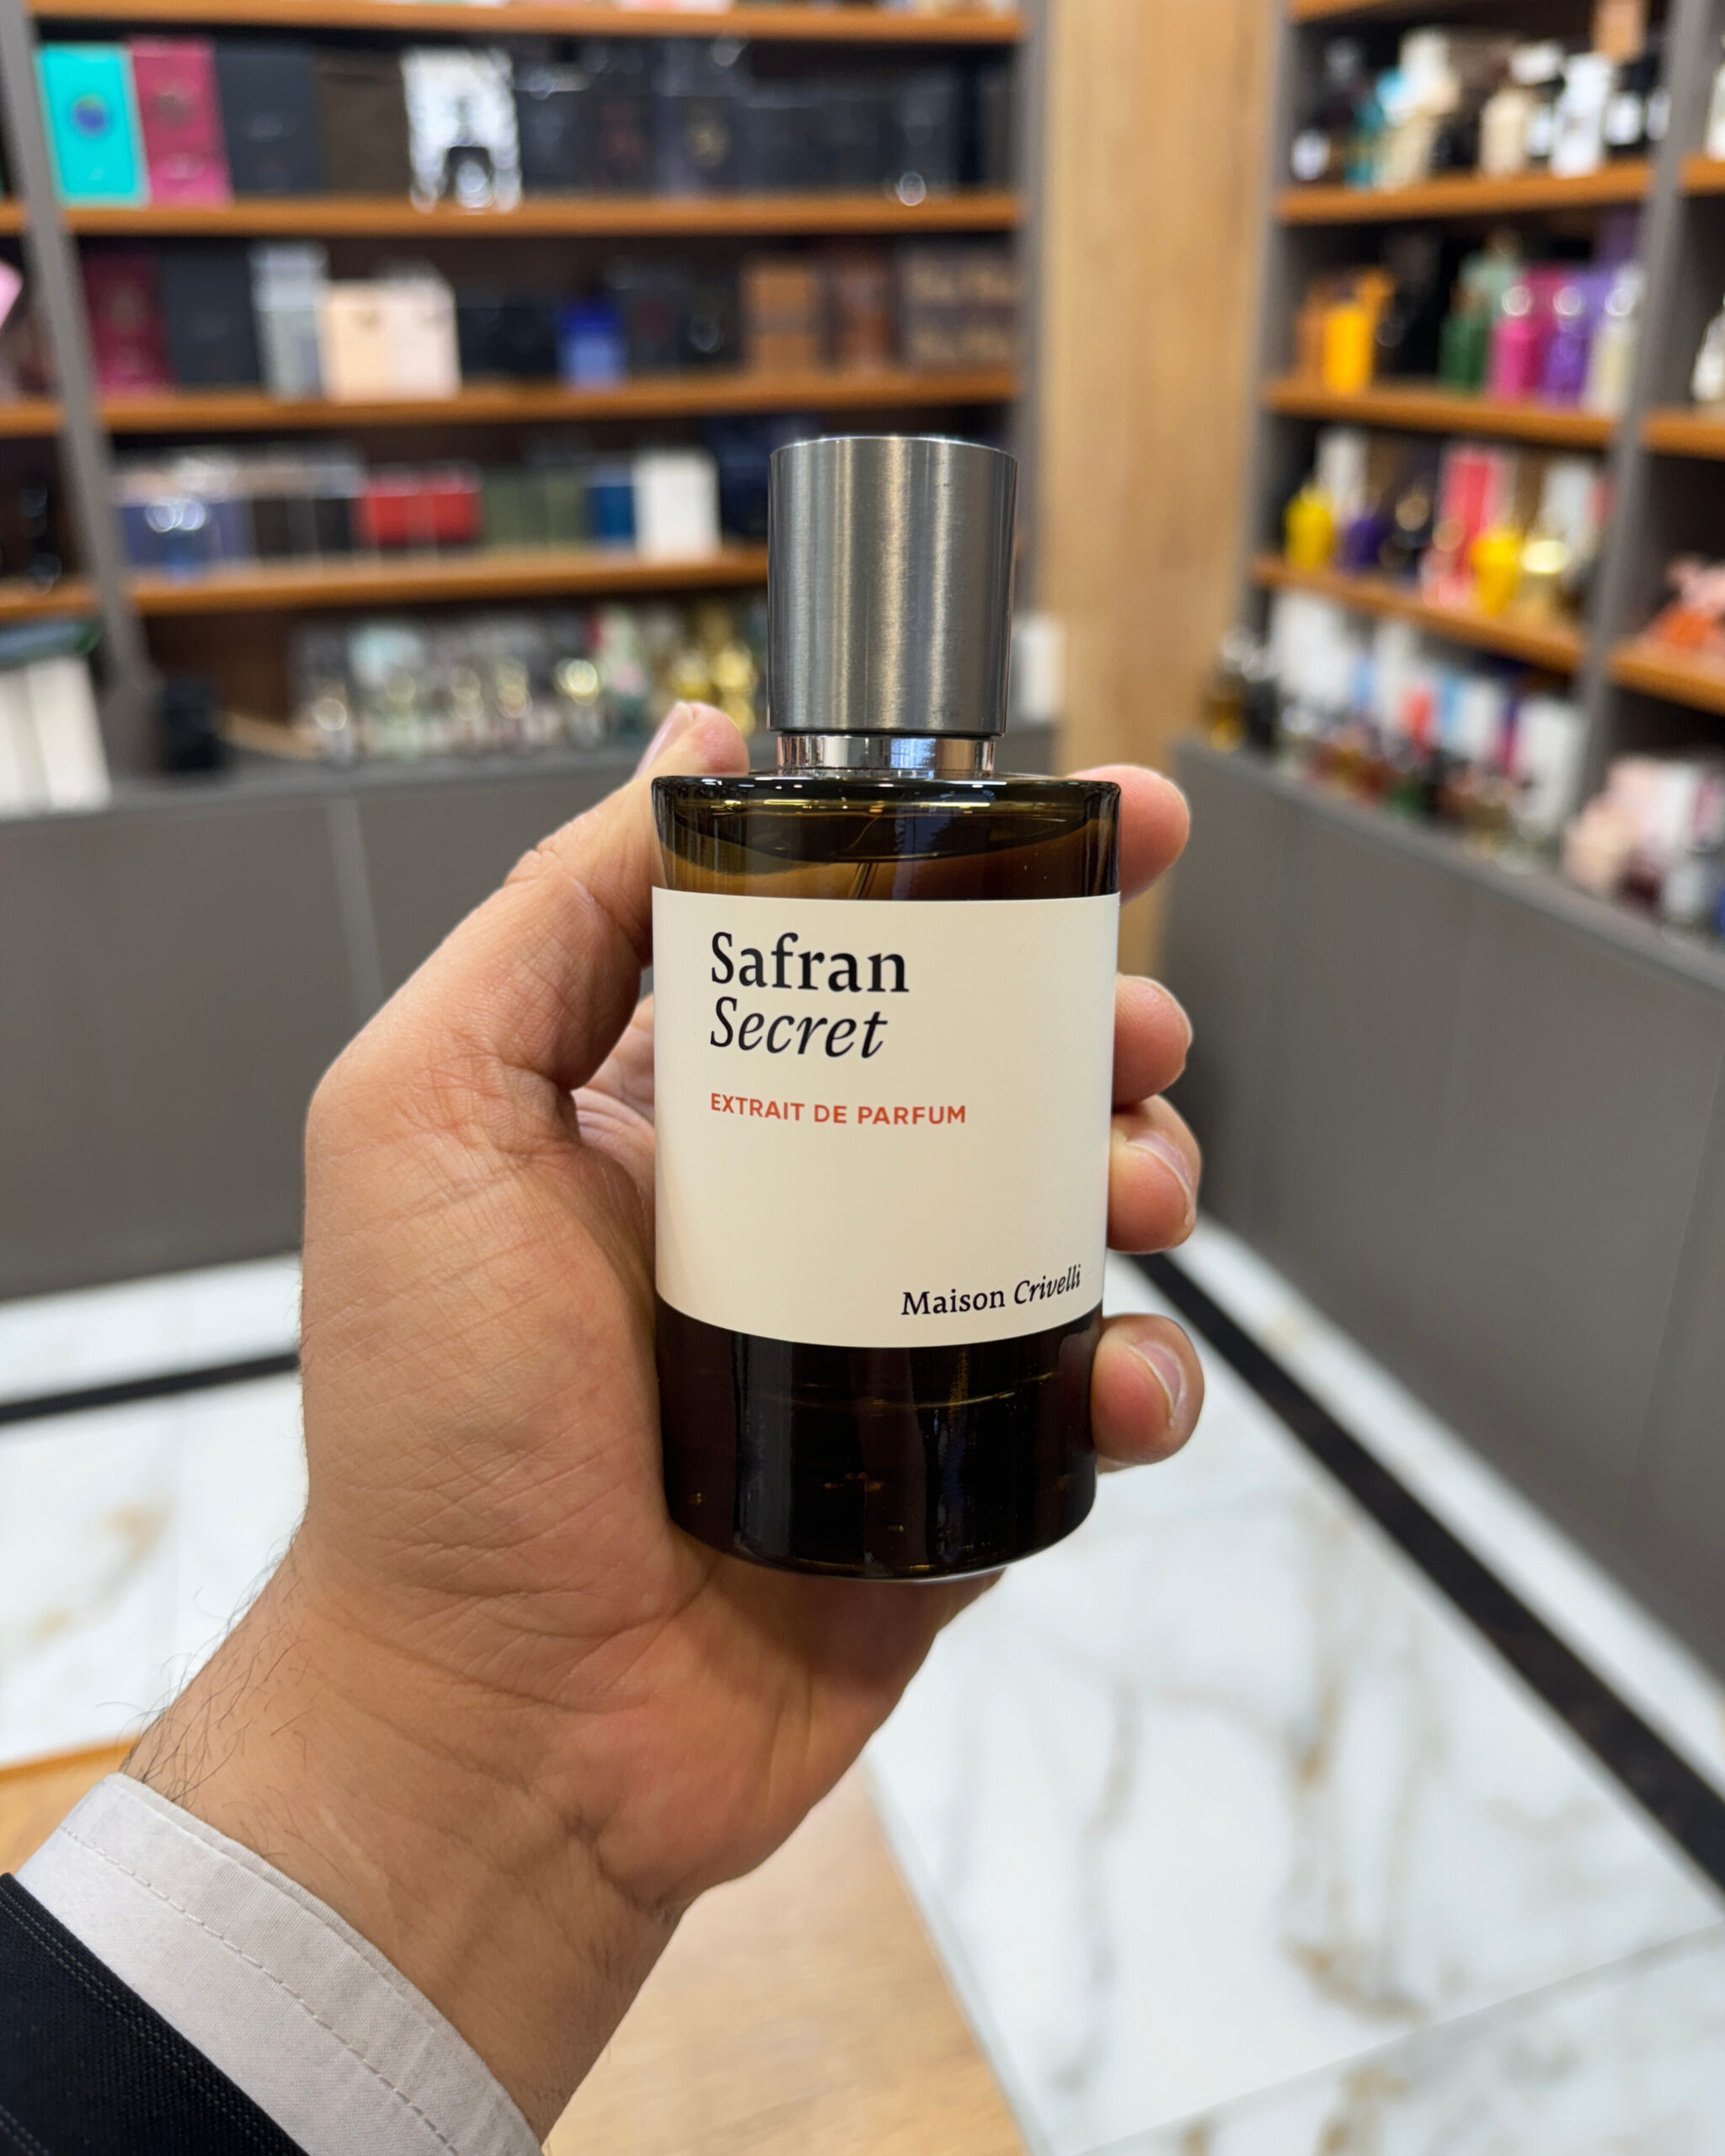 Safran
Secret
EXTRAIT DE PARFUM
Maison Crivelli